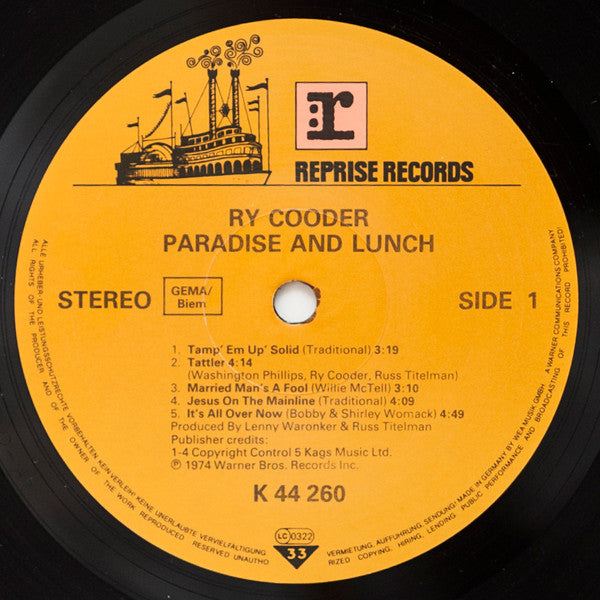 r
REPRISE RECORDS
RY COODER
PARADISE AND LUNCH
STEREO
GEMA/
Biem
SIDE 1
1. Tamp' Em Up' Solid (Traditional) 3:19
2. Tattler 4:14
(Washington Phillips, Ry Cooder, Russ Titelman)
3. Married Man's A Fool (Willie McTell) 3:10
4. Jesus On The Mainline (Traditional) 4:09
5. It's All Over Now (Bobby & Shirley Womack) 4:49
Produced By Lenny Waronker & Russ Titelman
Publisher credits:
1-4 Copyright Control 5 Kags Music Ltd.
℗ 1974 Warner Bros. Records Inc.
K 44 260
LC 0322
33
ALLE URHEBER UND LEISTUNGSSCHUTZRECHTE VORBEHALTEN KEIN VERLEIH! KEINE UNERLAUBTE VERVIELFÄLTIGUNG
ALL RIGHTS OF THE PRODUCER AND OF THE OWNER OF THE WORK REPRODUCED RESERVED UNAUTHO
VERMIETUNG, AUFFÜHRUNG, SENDUNG! MADE IN GERMANY BY WEA MUSIK GMBH. A WARNER COMMUNICATIONS COMPANY
RIZED COPYING, HIRING, LENDING PUBLIC PERFORMANCE AND BROADCASTING OF THIS RECORD PROHIBITED!